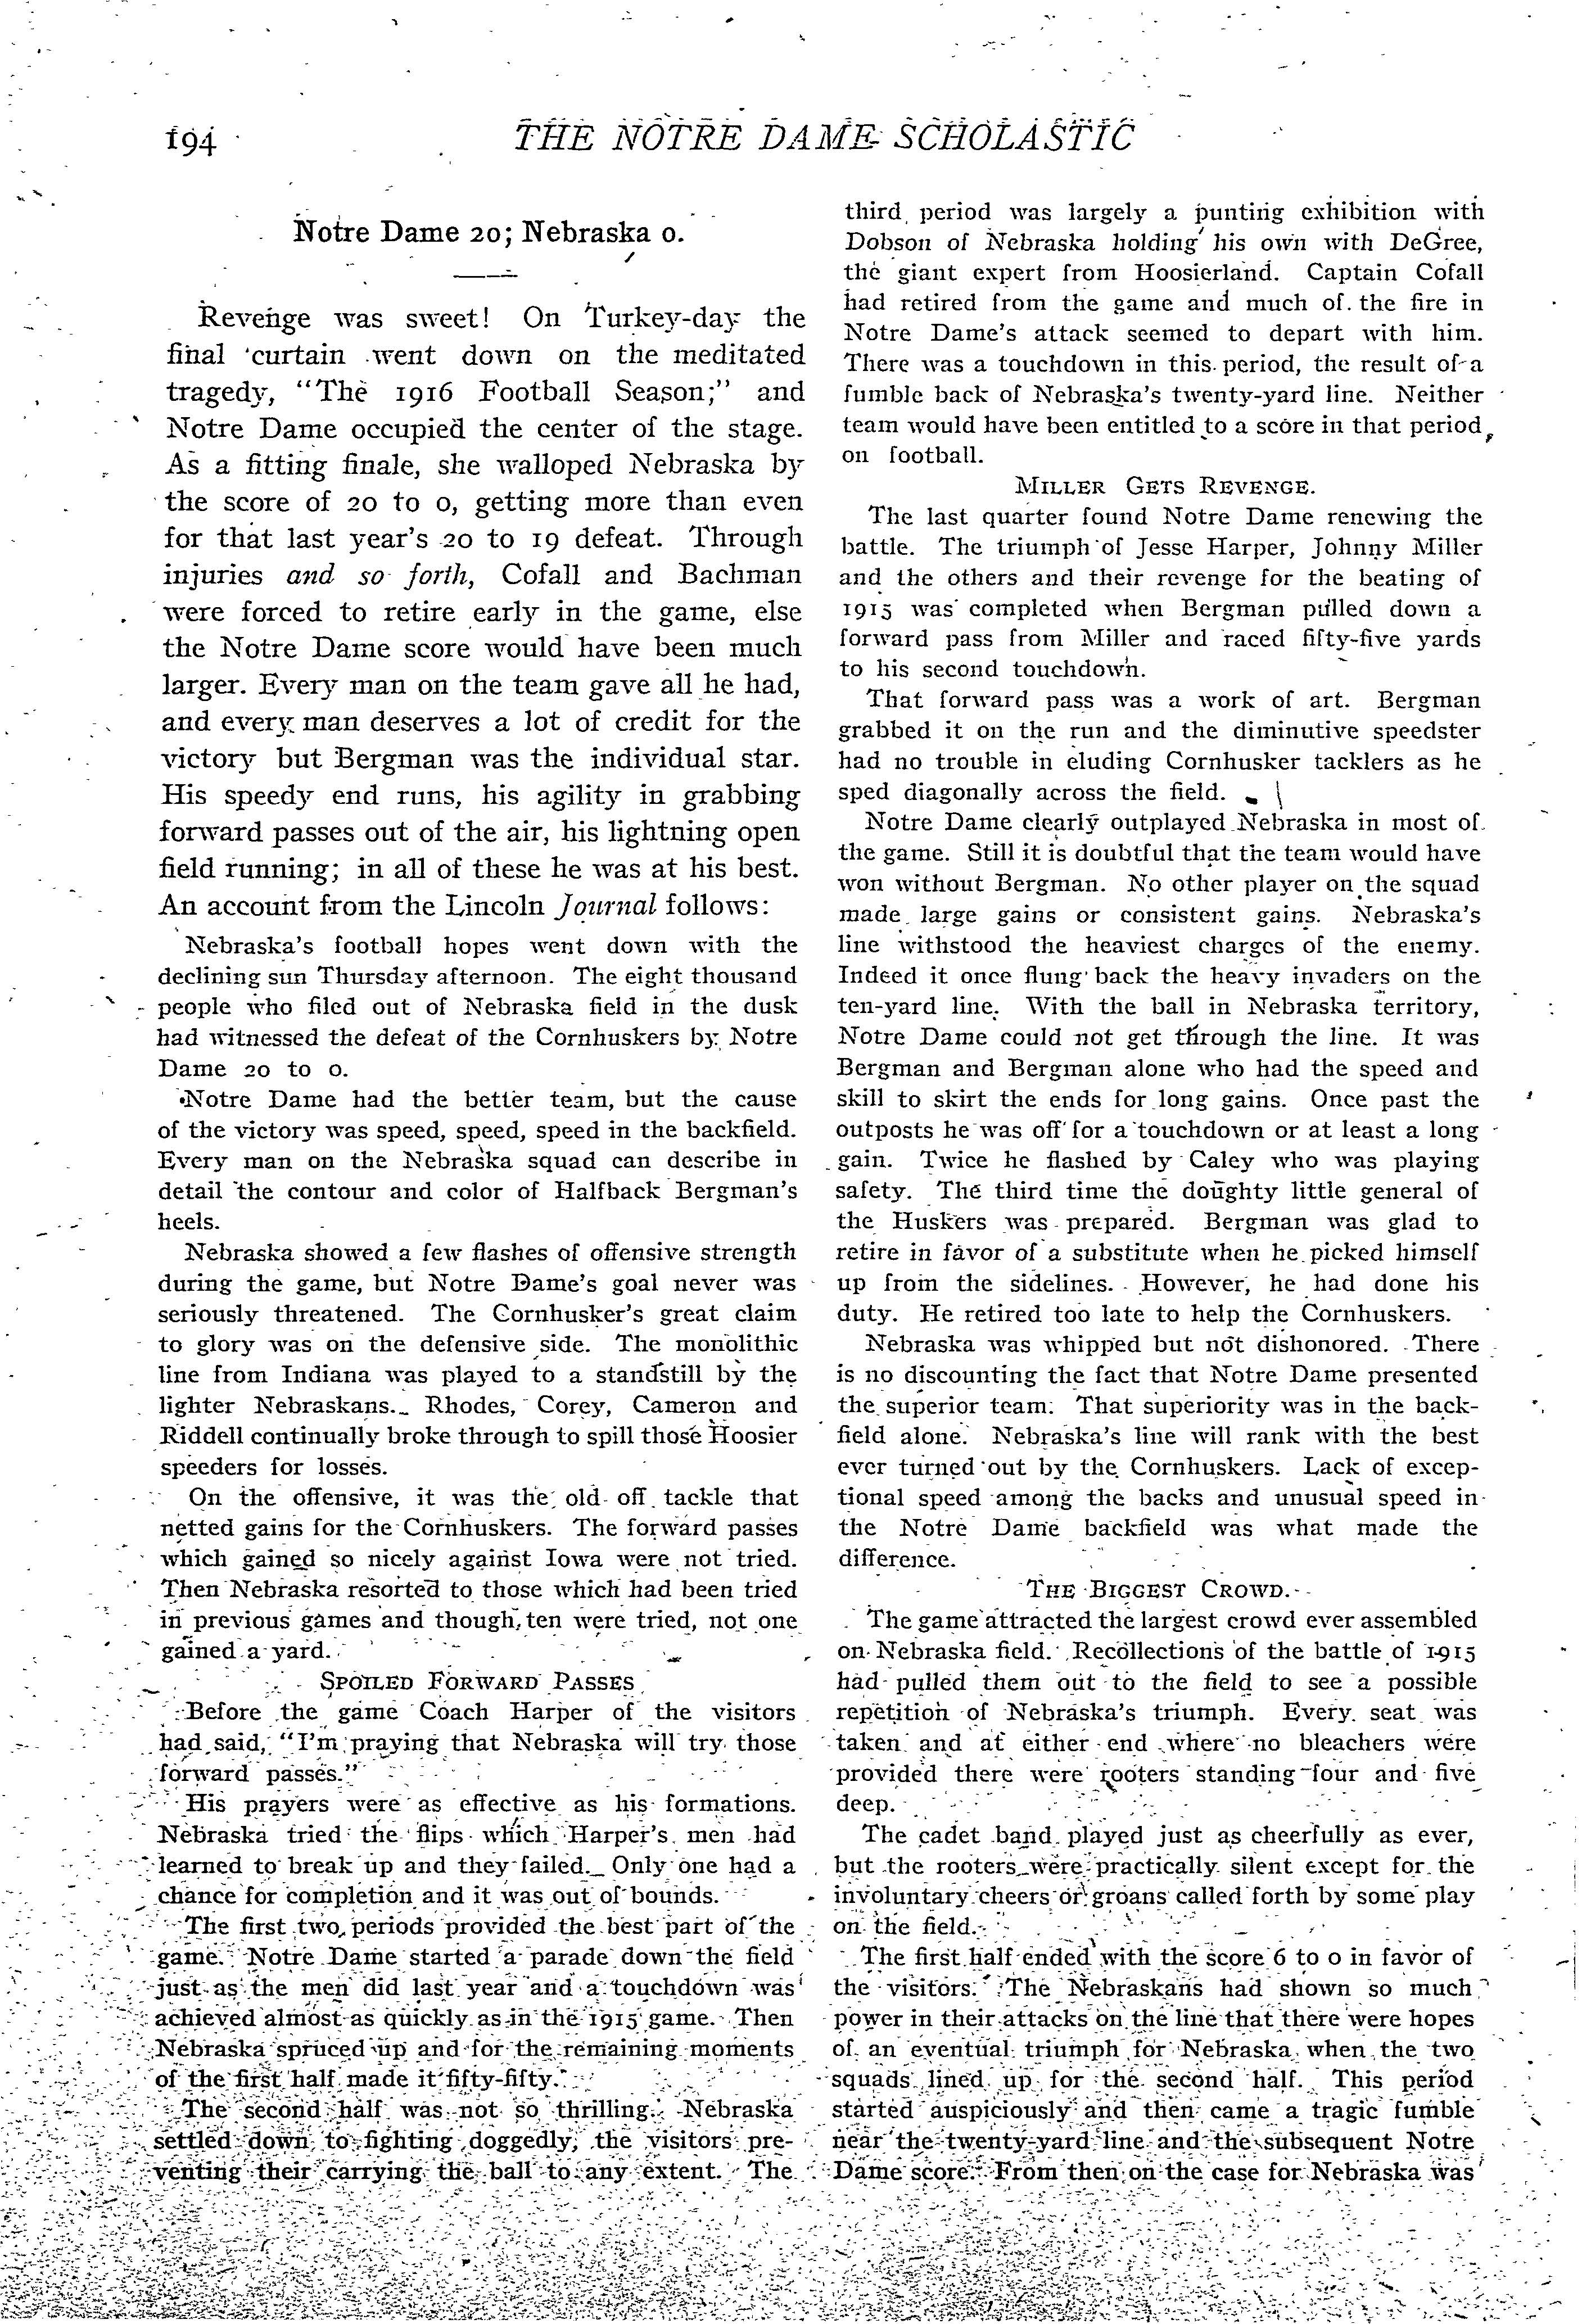 194
THE NOTRE DAME SCHOLASTIC
Notre Dame 20; Nebraska 0.
Revenge was sweet! On Turkey-day the
final curtain went down on the meditated
tragedy, "The 1916 Football Season;" and
Notre Dame occupied the center of the stage.
As a fitting finale, she walloped Nebraska by
the score of 20 to 0, getting more than even
for that last year's 20 to 19 defeat. Through
injuries and so forth, Cofall and Bachman
were forced to retire early in the game, else
the Notre Dame score would have been much
larger. Every man on the team gave all he had,
and every man deserves a lot of credit for the
victory but Bergman was the individual star.
His speedy end runs, his agility in grabbing
forward passes out of the air, his lightning open
field running; in all of these he was at his best.
An account from the Lincoln Journal follows:
Nebraska's football hopes went down with the
declining sun Thursday afternoon. The eight thousand
people who filed out of Nebraska field in the dusk
had witnessed the defeat of the Cornhuskers by Notre
Dame 20 to 0.
Notre Dame had the better team, but the cause
of the victory was speed, speed, speed in the backfield.
Every man on the Nebraska squad can describe in
detail the contour and color of Halfback Bergman's
heels.
Nebraska showed a few flashes of offensive strength
during the game, but Notre Dame's goal never was
seriously threatened. The Cornhusker's great claim
to glory was on the defensive side. The monolithic
line from Indiana was played to a standstill by the
lighter Nebraskans. Rhodes, Corey, Cameron and
Riddell continually broke through to spill those Hoosier
speeders for losses.
On the offensive, it was the old off tackle that
netted gains for the Cornhuskers. The forward passes
which gained so nicely against Iowa were not tried.
Then Nebraska resorted to those which had been tried
in previous games and though ten were tried, not one
gained a yard.
SPOILED FORWARD PASSES
Before the game Coach Harper of the visitors
had said, "I'm praying that Nebraska will try those
forward passes."
His prayers were as effective as his formations.
Nebraska tried the flips which Harper's men had
learned to break up and they failed. Only one had a
chance for completion and it was out of bounds.
The first two periods provided the best part of the
game. Notre Dame started a parade down the field
just as the men did last year and a touchdown was
achieved almost as quickly as in the 1915 game. Then
Nebraska spruced up and for the remaining moments
of the first half made it fifty-fifty.
The second half was not so thrilling. Nebraska
settled down to fighting doggedly, the visitors pre-
venting their carrying the ball to any extent. The
third period was largely a punting exhibition with
Dobson of Nebraska holding his own with DeGree,
the giant expert from Hoosierland. Captain Cofall
had retired from the game and much of the fire in
Notre Dame's attack seemed to depart with him.
There was a touchdown in this period, the result of a
fumble back of Nebraska's twenty-yard line. Neither
team would have been entitled to a score in that period,
on football.
MILLER GETS REVENGE.
The last quarter found Notre Dame renewing the
battle. The triumph of Jesse Harper, Johnny Miller
and the others and their revenge for the beating of
1915 was completed when Bergman pulled down a
forward pass from Miller and raced fifty-five yards
to his second touchdown.
That forward pass was a work of art. Bergman
grabbed it on the run and the diminutive speedster
had no trouble in eluding Cornhusker tacklers as he
sped diagonally across the field.
Notre Dame clearly outplayed Nebraska in most of
the game. Still it is doubtful that the team would have
won without Bergman. No other player on the squad
made large gains or consistent gains. Nebraska's
line withstood the heaviest charges of the enemy.
Indeed it once flung back the heavy invaders on the
ten-yard line. With the ball in Nebraska territory,
Notre Dame could not get through the line. It was
Bergman and Bergman alone who had the speed and
skill to skirt the ends for long gains. Once past the
outposts he was off for a touchdown or at least a long
gain. Twice he flashed by Caley who was playing
safety. The third time the doughty little general of
the Huskers was prepared. Bergman was glad to
retire in favor of a substitute when he picked himself
up from the sidelines. However, he had done his
duty. He retired too late to help the Cornhuskers.
Nebraska was whipped but not dishonored. There
is no discounting the fact that Notre Dame presented
the superior team. That superiority was in the back-
field alone. Nebraska's line will rank with the best
ever turned out by the Cornhuskers. Lack of excep-
tional speed among the backs and unusual speed in
the Notre Dame backfield was what made the
difference.
THE BIGGEST CROWD.
The game attracted the largest crowd ever assembled
on Nebraska field. Recollections of the battle of 1915
had pulled them out to the field to see a possible
repetition of Nebraska's triumph. Every seat was
taken and at either end where no bleachers were
provided there were rooters standing four and five
deep.
The cadet band played just as cheerfully as ever,
but the rooters were practically silent except for the
involuntary cheers or groans called forth by some play
on the field.
The first half ended with the score 6 to 0 in favor of
the visitors. The Nebraskans had shown so much
power in their attacks on the line that there were hopes
of an eventual triumph for Nebraska when the two
squads lined up for the second half. This period
started auspiciously and then came a tragic fumble
near the twenty-yard line and the subsequent Notre
Dame score. From then on the case for Nebraska was